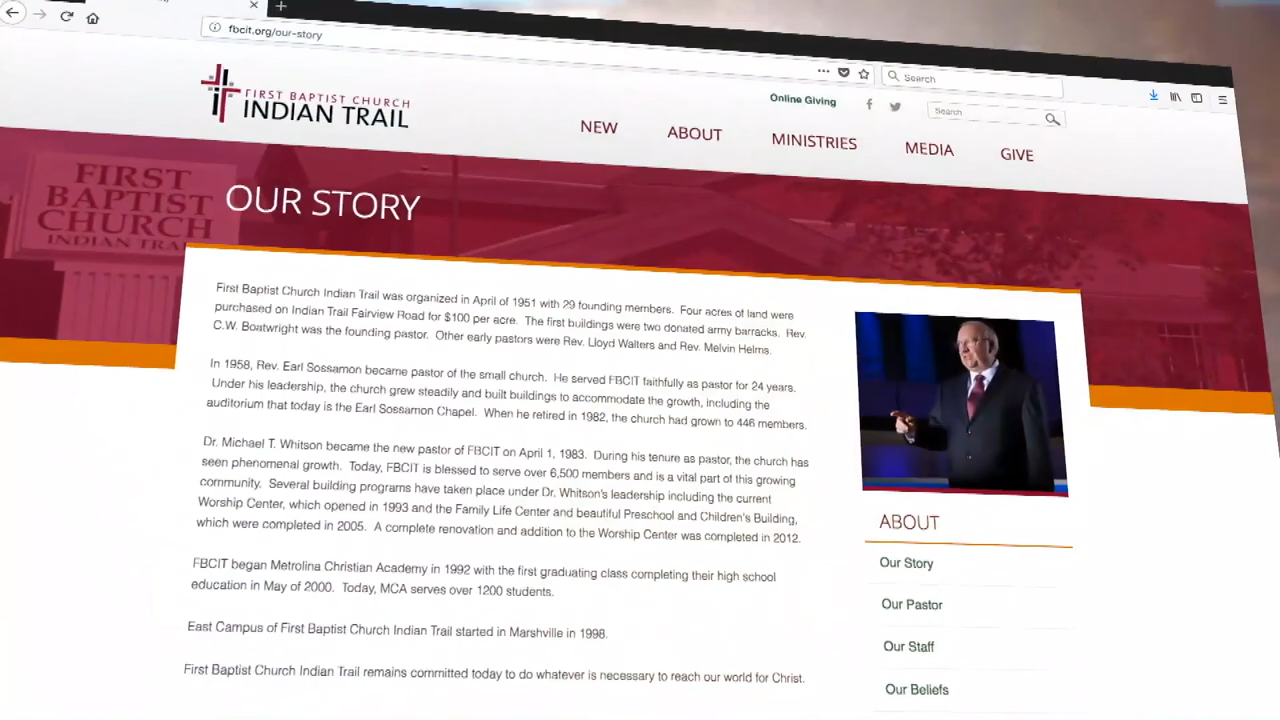 fbcit.org/our-story
Search
Online Giving
Search
FIRST BAPTIST CHURCH
INDIAN TRAIL
NEW
ABOUT
MINISTRIES
MEDIA
GIVE
FIRST
BAPTIST
CHURCH
INDIAN TRA
OUR STORY
First Baptist Church Indian Trail was organized in April of 1951 with 29 founding members. Four acres of land were
purchased on Indian Trail Fairview Road for $100 per acre. The first buildings were two donated army barracks. Rev.
C.W. Boatwright was the founding pastor. Other early pastors were Rev. Lloyd Walters and Rev. Melvin Helms.
In 1958, Rev. Earl Sossamon became pastor of the small church. He served FBCIT faithfully as pastor for 24 years.
Under his leadership, the church grew steadily and built buildings to accommodate the growth, including the
auditorium that today is the Earl Sossamon Chapel. When he retired in 1982, the church had grown to 446 members.
Dr. Michael T. Whitson became the new pastor of FBCIT on April 1, 1983. During his tenure as pastor, the church has
seen phenomenal growth. Today, FBCIT is blessed to serve over 6,500 members and is a vital part of this growing
community. Several building programs have taken place under Dr. Whitson's leadership including the current
Worship Center, which opened in 1993 and the Family Life Center and beautiful Preschool and Children's Building,
which were completed in 2005. A complete renovation and addition to the Worship Center was completed in 2012.
FBCIT began Metrolina Christian Academy in 1992 with the first graduating class completing their high school
education in May of 2000. Today, MCA serves over 1200 students.
East Campus of First Baptist Church Indian Trail started in Marshville in 1998.
First Baptist Church Indian Trail remains committed today to do whatever is necessary to reach our world for Christ.
ABOUT
Our Story
Our Pastor
Our Staff
Our Beliefs